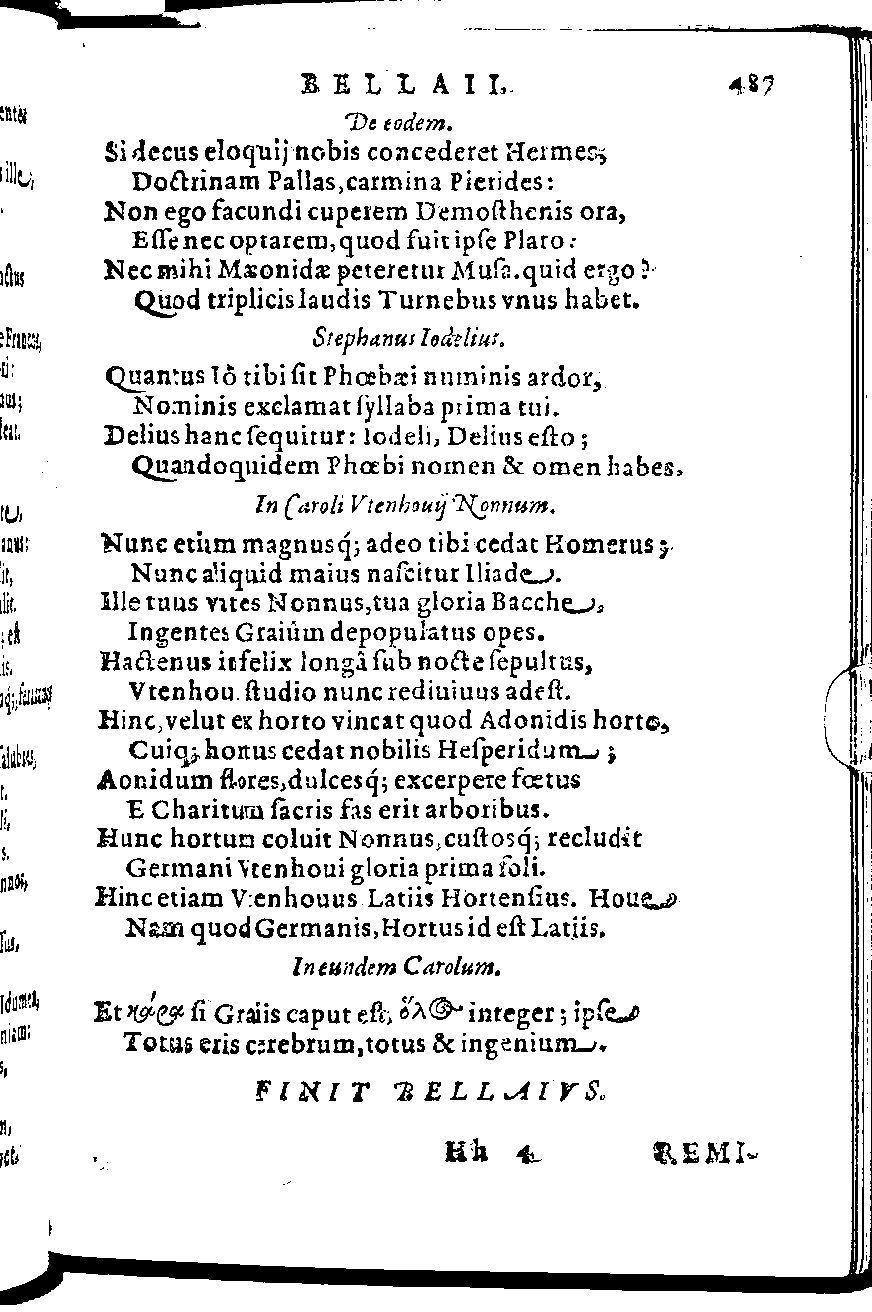 BELLAII. 487
De eodem.
Si decus eloquij nobis concederet Hermes;
Doctrinam Pallas, carmina Pierides:
Non ego facundi cuperem Demosthenis ora,
Eſſe nec optarem, quod fuit ipſe Plato:
Nec mihi Mæonidæ peteretur Muſa. quid ergo?
Quod triplicis laudis Turnebus vnus habet.
Stephanus Iodelius.
Quantus Iô tibi ſit Phœbæi numinis ardor,
Nominis exclamat ſyllaba prima tui.
Delius hanc ſequitur: Iodeli, Delius eſto;
Quandoquidem Phœbi nomen & omen habes.
In Caroli Vtenhouij Nonnum.
Nunc etiam magnusq́; adeo tibi cedat Homerus;
Nunc aliquid maius naſcitur Iliade.
Ille tuus vites Nonnus, tua gloria Bacche,
Ingentes Graiûm depopulatus opes.
Hactenus infelix longâ ſub nocte ſepultus,
Vtenhou. ſtudio nunc rediuiuus adeſt.
Hinc, velut ex horto vincat quod Adonidis horto,
Cuiq; hortus cedat nobilis Heſperidum;
Aonidum flores, dulcesq́; excerpere fœtus
E Charitum ſacris fas erit arboribus.
Hunc hortum coluit Nonnus, cuſtosq́; recludit
Germani Vtenhoui gloria prima ſoli.
Hinc etiam Vtenhouus Latiis Hortenſius. Houe
Nam quod Germanis, Hortus id eſt Latiis.
In eundem Carolum.
Et κάρα ſi Graiis caput eſt, ὅλος integer; ipſe
Totus eris cerebrum, totus & ingenium.
FINIT BELLAIVS.
Hh 4 REMI-